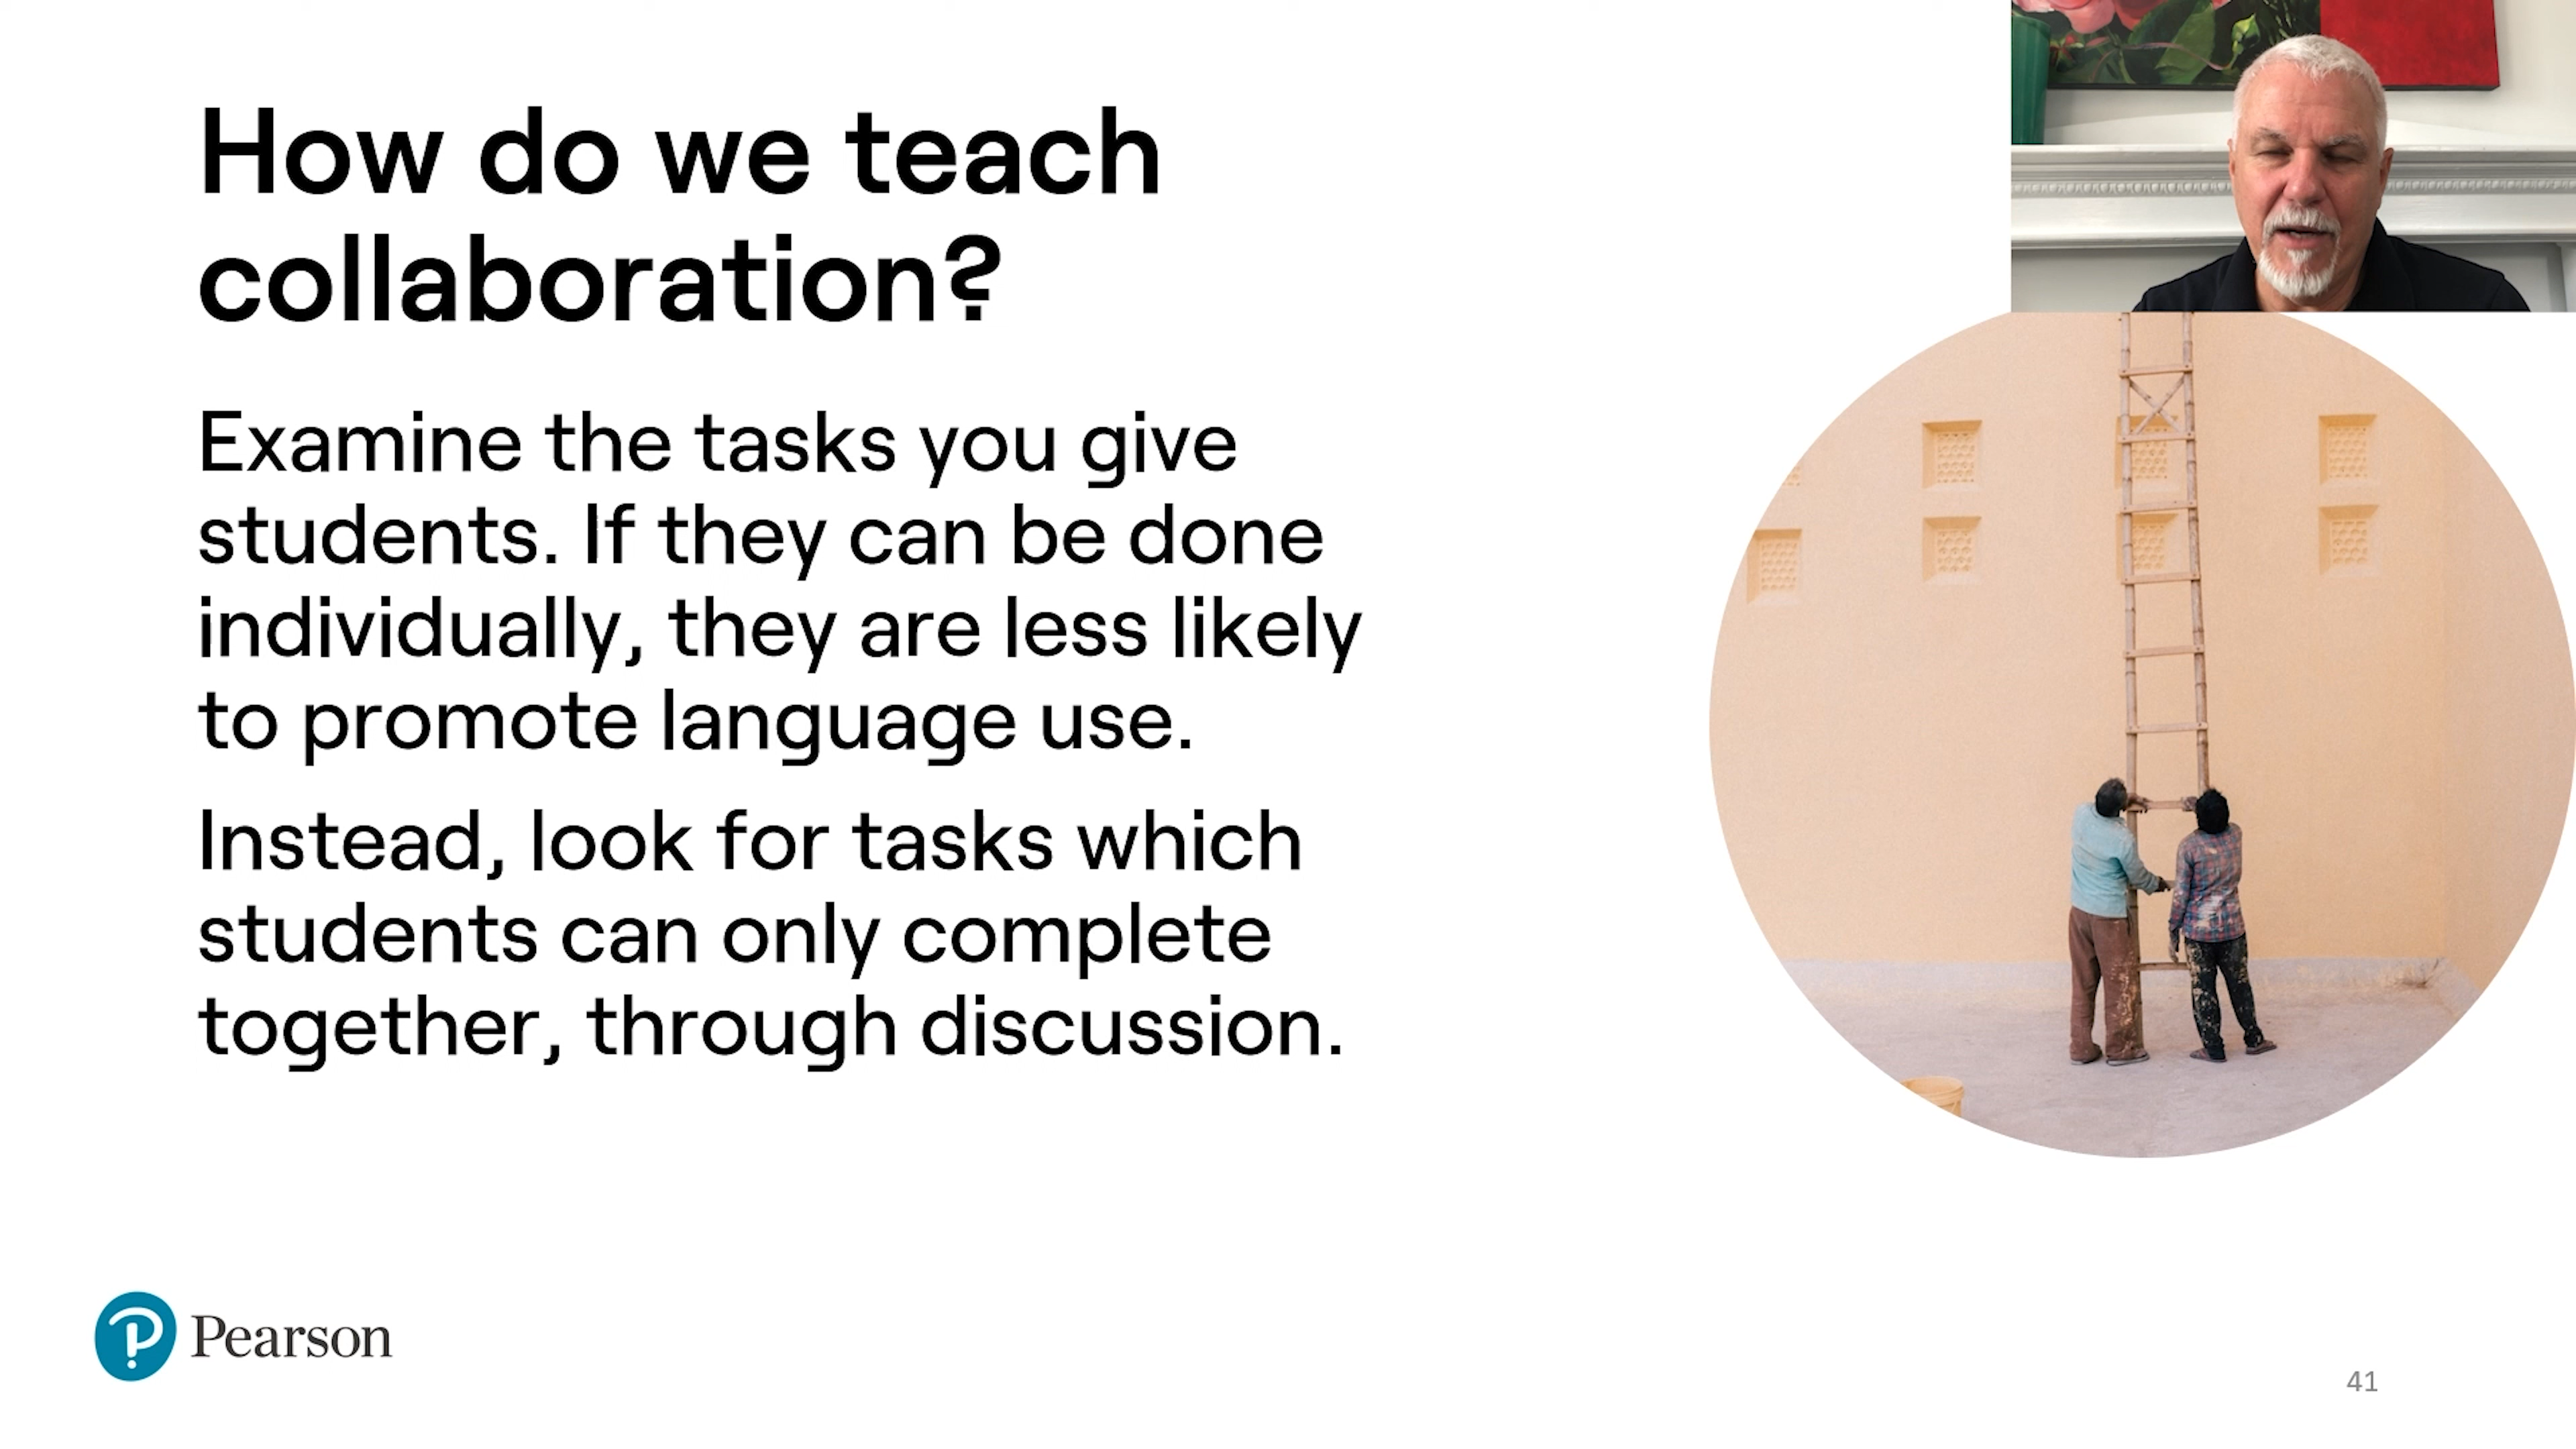 How do we teach
collaboration?
Examine the tasks you give
students. If they can be done
individually, they are less likely
to promote language use.
Instead, look for tasks which
students can only complete
together, through discussion.
Pearson
41